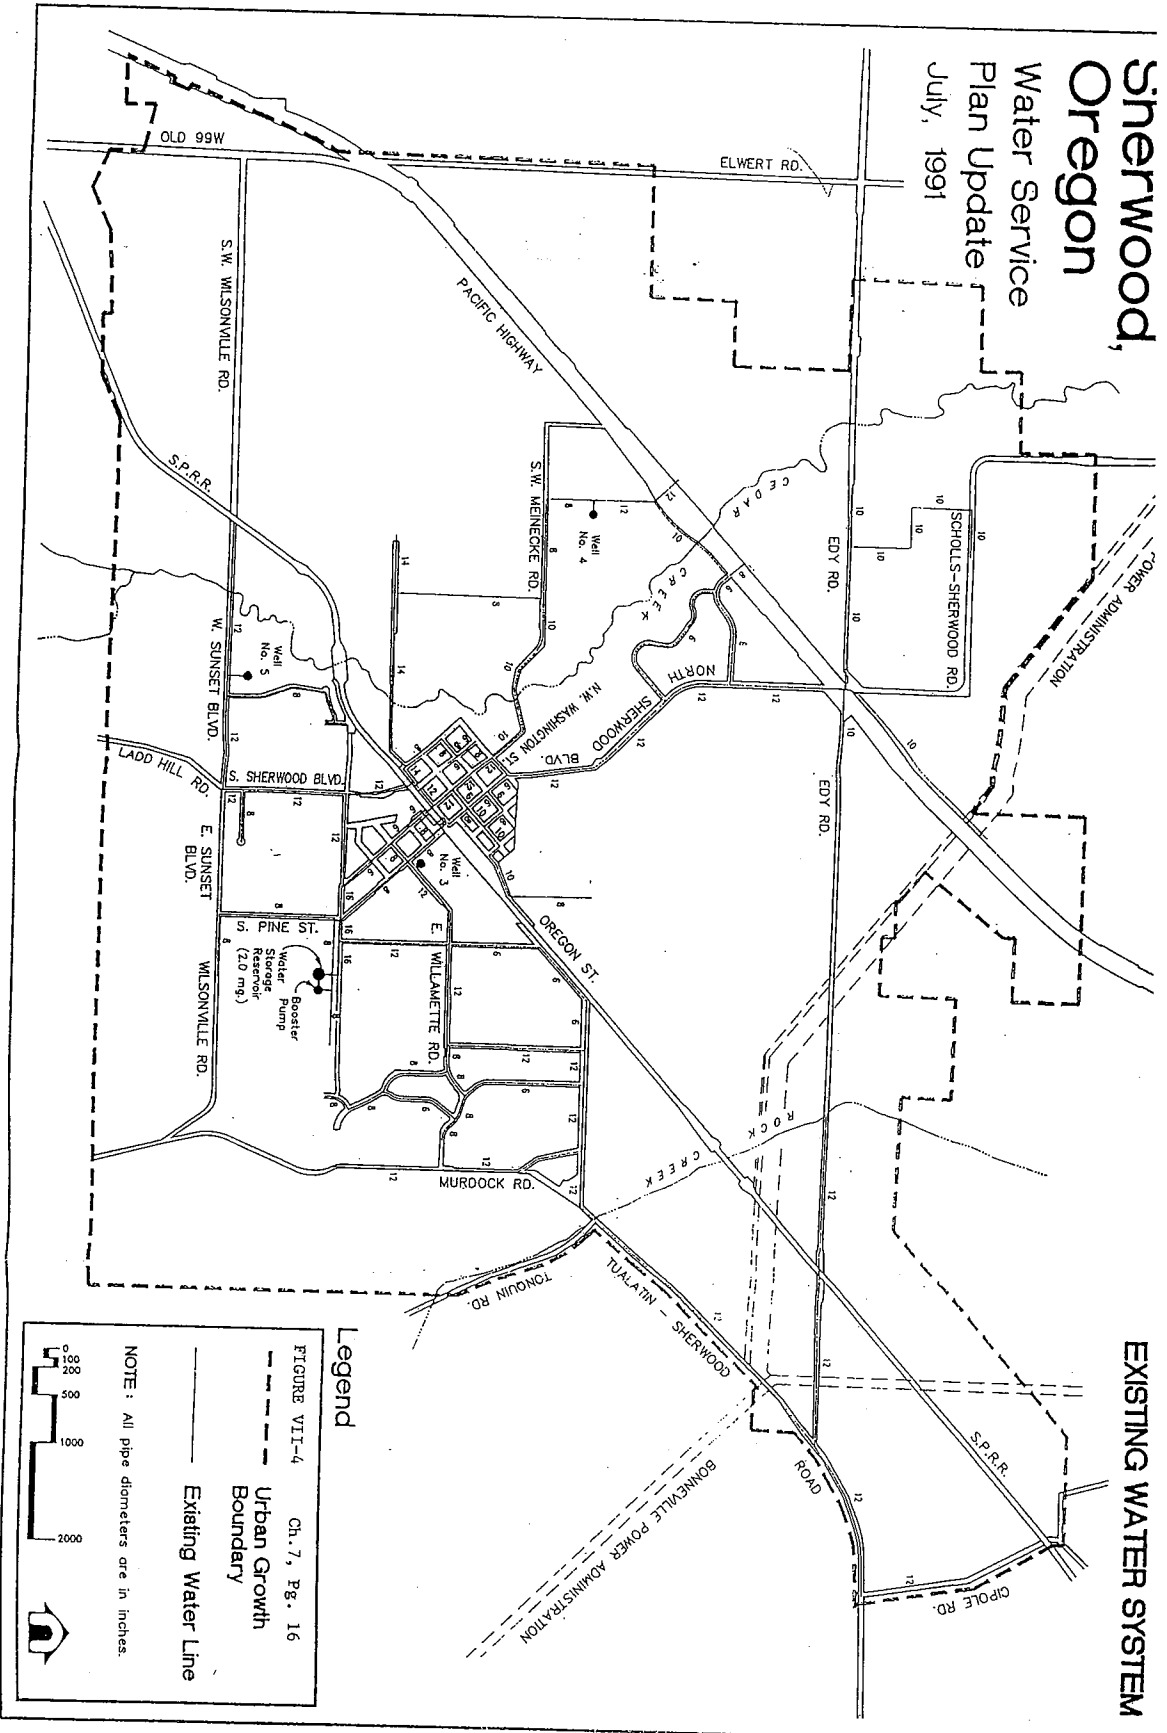 Sherwood,
Oregon
Water Service
Plan Update
July, 1991
EXISTING WATER SYSTEM
OLD 99W
ELWERT RD.
S.W. WILSONVILLE RD.
PACIFIC HIGHWAY
S.P.R.R.
S.W. MEINECKE RD.
Well
No. 4
CEDAR
CREEK
EDY RD.
SCHOLLS-SHERWOOD RD.
POWER ADMINISTRATION
W. SUNSET BLVD.
Well
No. 5
N.W. WASHINGTON ST.
NORTH
SHERWOOD
BLVD.
LADD HILL RD.
S. SHERWOOD BLVD.
E. SUNSET
BLVD.
Well
No. 3
EDY RD.
S. PINE ST.
Water
Storage
Reservoir
(2.0 mg.)
Booster
Pump
E.
WILLAMETTE RD.
OREGON ST.
WILSONVILLE RD.
MURDOCK RD.
ROCK
CREEK
TONQUIN RD.
TUALATIN - SHERWOOD
ROAD
BONNEVILLE POWER ADMINISTRATION
S.P.R.R.
CIPOLE RD.
Legend
FIGURE VII-4 Ch.7, Pg. 16
Urban Growth
Boundary
Existing Water Line
NOTE : All pipe diameters are in inches.
0
100
200
500
1000
2000